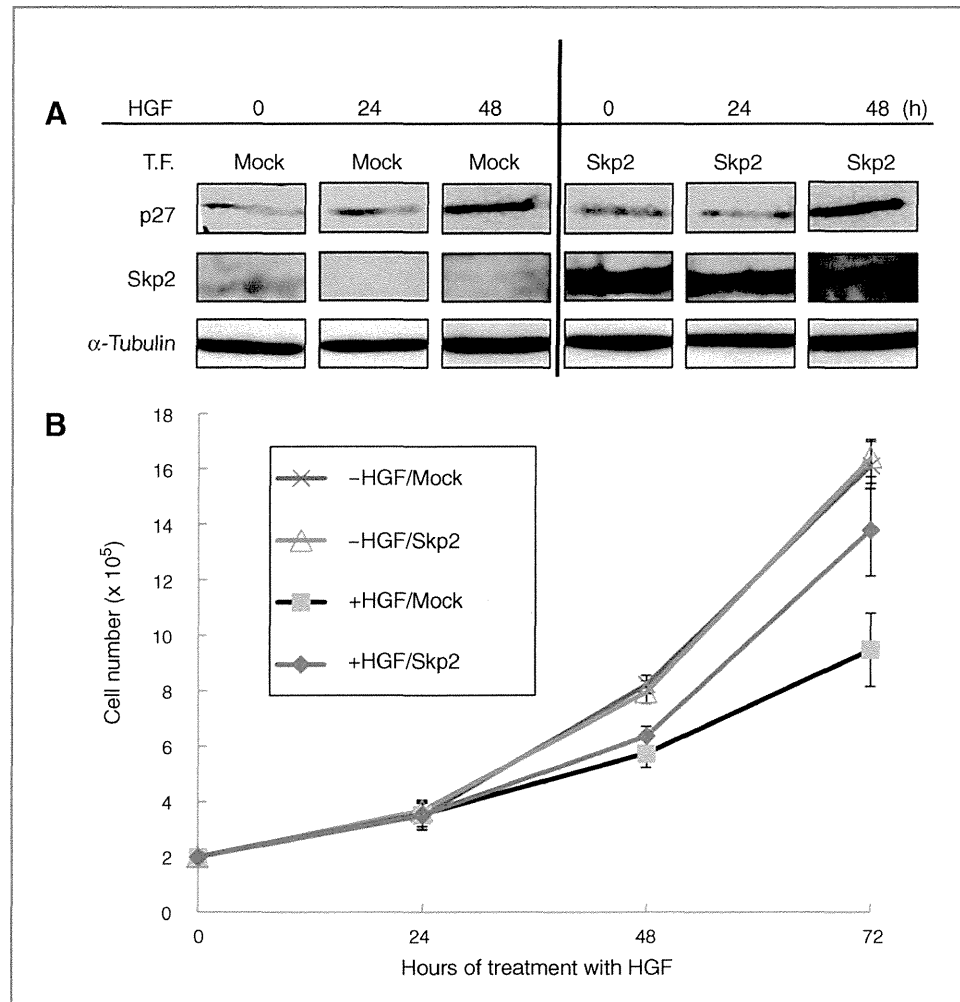 A
HGF 0 24 48 0 24 48 (h)
T.F. Mock Mock Mock Skp2 Skp2 Skp2
p27
Skp2
α-Tubulin
B
18
16
14
12
10
8
6
4
2
0
Cell number (x 10⁵)
–HGF/Mock
–HGF/Skp2
+HGF/Mock
+HGF/Skp2
0 24 48 72
Hours of treatment with HGF